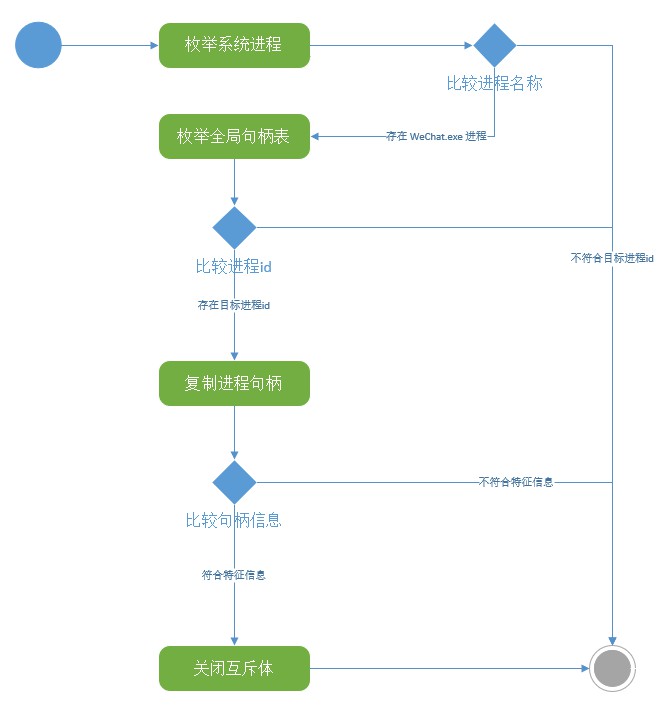 枚举系统进程
比较进程名称
枚举全局句柄表
存在 WeChat.exe 进程
比较进程id
不符合目标进程id
存在目标进程id
复制进程句柄
不符合特征信息
比较句柄信息
符合特征信息
关闭互斥体